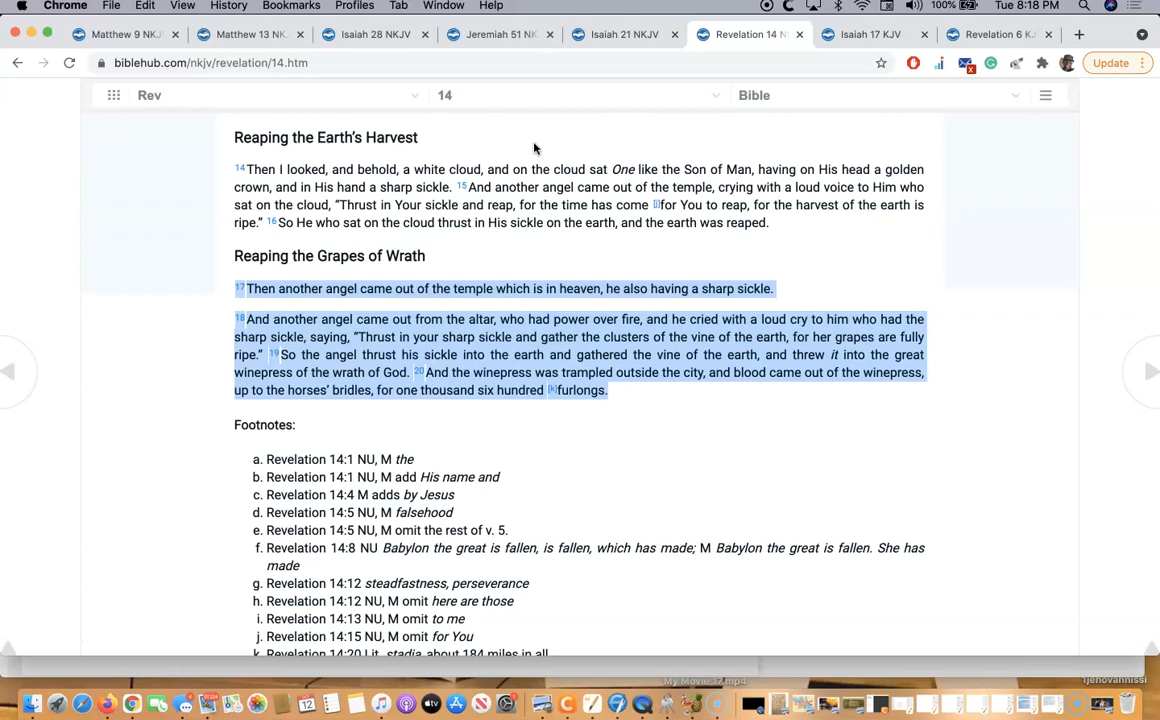 Chrome File Edit View History Bookmarks Profiles Tab Window Help 100% Tue 8:18 PM
Matthew 9 NKJV Matthew 13 NK Isaiah 28 NKJV Jeremiah 51 NK Isaiah 21 NKJV Revelation 14 N Isaiah 17 KJV Revelation 6 KJ
biblehub.com/nkjv/revelation/14.htm Update
Rev 14 Bible
Reaping the Earth's Harvest
14 Then I looked, and behold, a white cloud, and on the cloud sat One like the Son of Man, having on His head a golden
crown, and in His hand a sharp sickle. 15 And another angel came out of the temple, crying with a loud voice to Him who
sat on the cloud, “Thrust in Your sickle and reap, for the time has come [j]for You to reap, for the harvest of the earth is
ripe.” 16 So He who sat on the cloud thrust in His sickle on the earth, and the earth was reaped.
Reaping the Grapes of Wrath
17 Then another angel came out of the temple which is in heaven, he also having a sharp sickle.
18 And another angel came out from the altar, who had power over fire, and he cried with a loud cry to him who had the
sharp sickle, saying, “Thrust in your sharp sickle and gather the clusters of the vine of the earth, for her grapes are fully
ripe.” 19 So the angel thrust his sickle into the earth and gathered the vine of the earth, and threw it into the great
winepress of the wrath of God. 20 And the winepress was trampled outside the city, and blood came out of the winepress,
up to the horses' bridles, for one thousand six hundred [k]furlongs.
Footnotes:
a. Revelation 14:1 NU, M the
b. Revelation 14:1 NU, M add His name and
c. Revelation 14:4 M adds by Jesus
d. Revelation 14:5 NU, M falsehood
e. Revelation 14:5 NU, M omit the rest of v. 5.
f. Revelation 14:8 NU Babylon the great is fallen, is fallen, which has made; M Babylon the great is fallen. She has
made
g. Revelation 14:12 steadfastness, perseverance
h. Revelation 14:12 NU, M omit here are those
i. Revelation 14:13 NU, M omit to me
j. Revelation 14:15 NU, M omit for You
k. Revelation 14:20 Lit. stadia, about 184 miles in all
My Movie 17.mp4